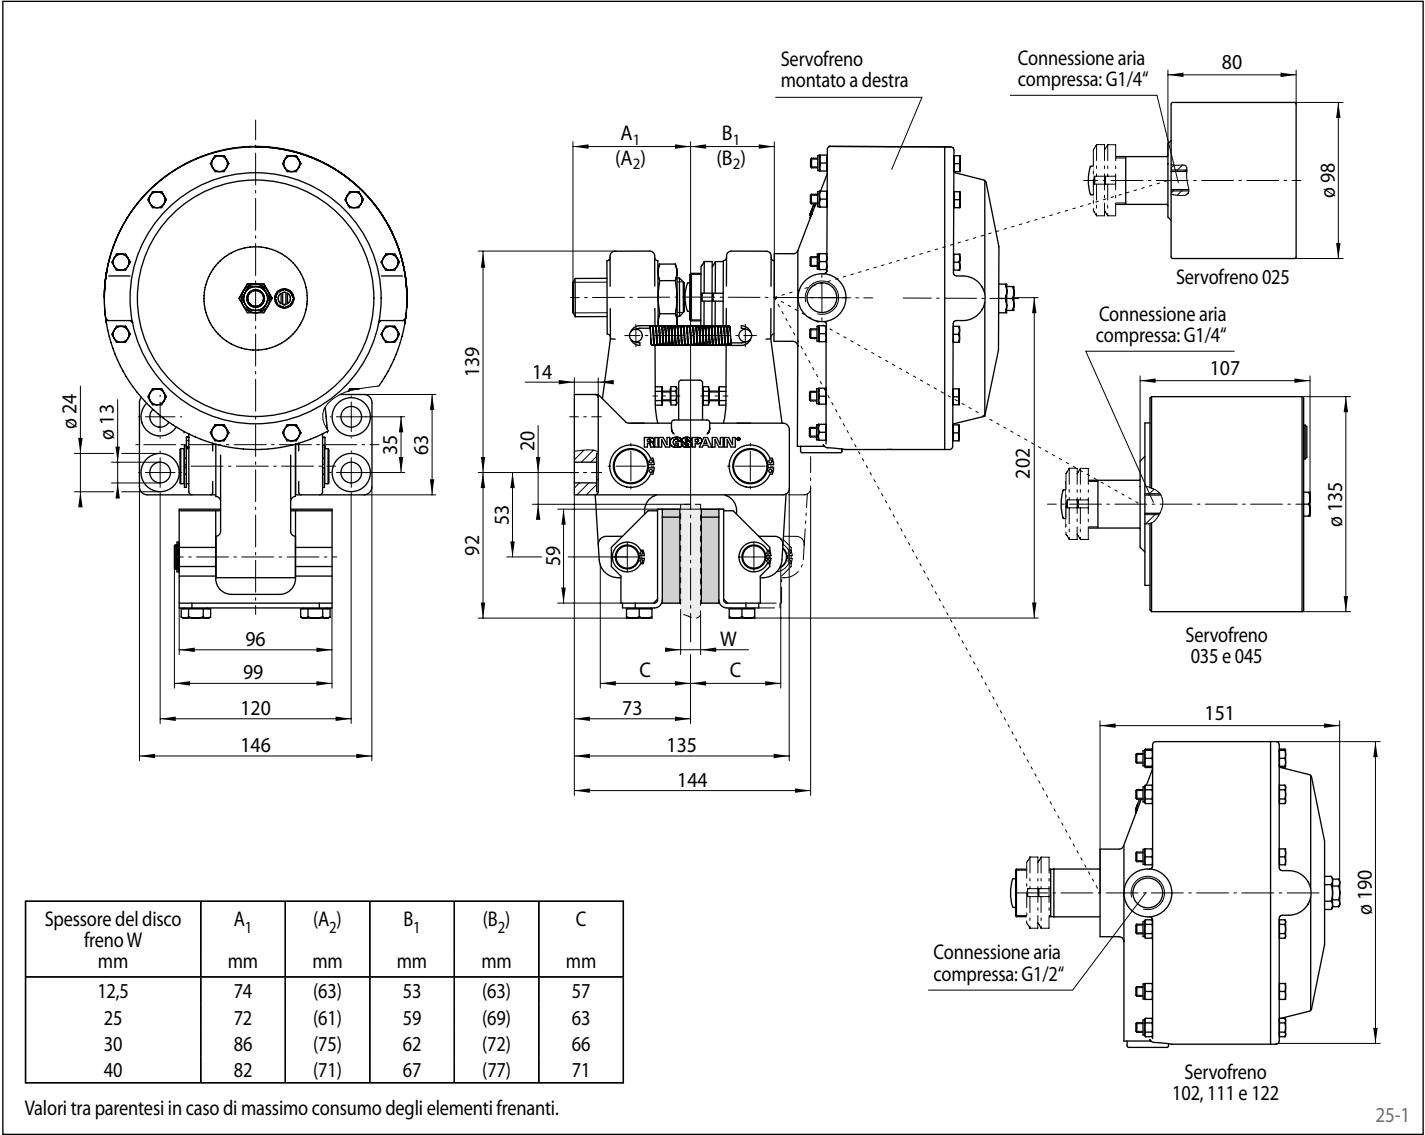 Servofreno
montato a destra
Connessione aria
compressa: G1/4“
80
ø 98
Servofreno 025
A1
(A2)
B1
(B2)
139
14
20
53
59
92
202
RINGSPANN®
W
C
C
73
135
144
ø 24
ø 13
35
63
96
99
120
146
Connessione aria
compressa: G1/4“
107
ø 135
Servofreno
035 e 045
151
ø 190
Connessione aria
compressa: G1/2“
Servofreno
102, 111 e 122
Spessore del disco
freno W
mm
A1
mm
(A2)
mm
B1
mm
(B2)
mm
C
mm
12,5 74 (63) 53 (63) 57
25 72 (61) 59 (69) 63
30 86 (75) 62 (72) 66
40 82 (71) 67 (77) 71
Valori tra parentesi in caso di massimo consumo degli elementi frenanti.
25-1